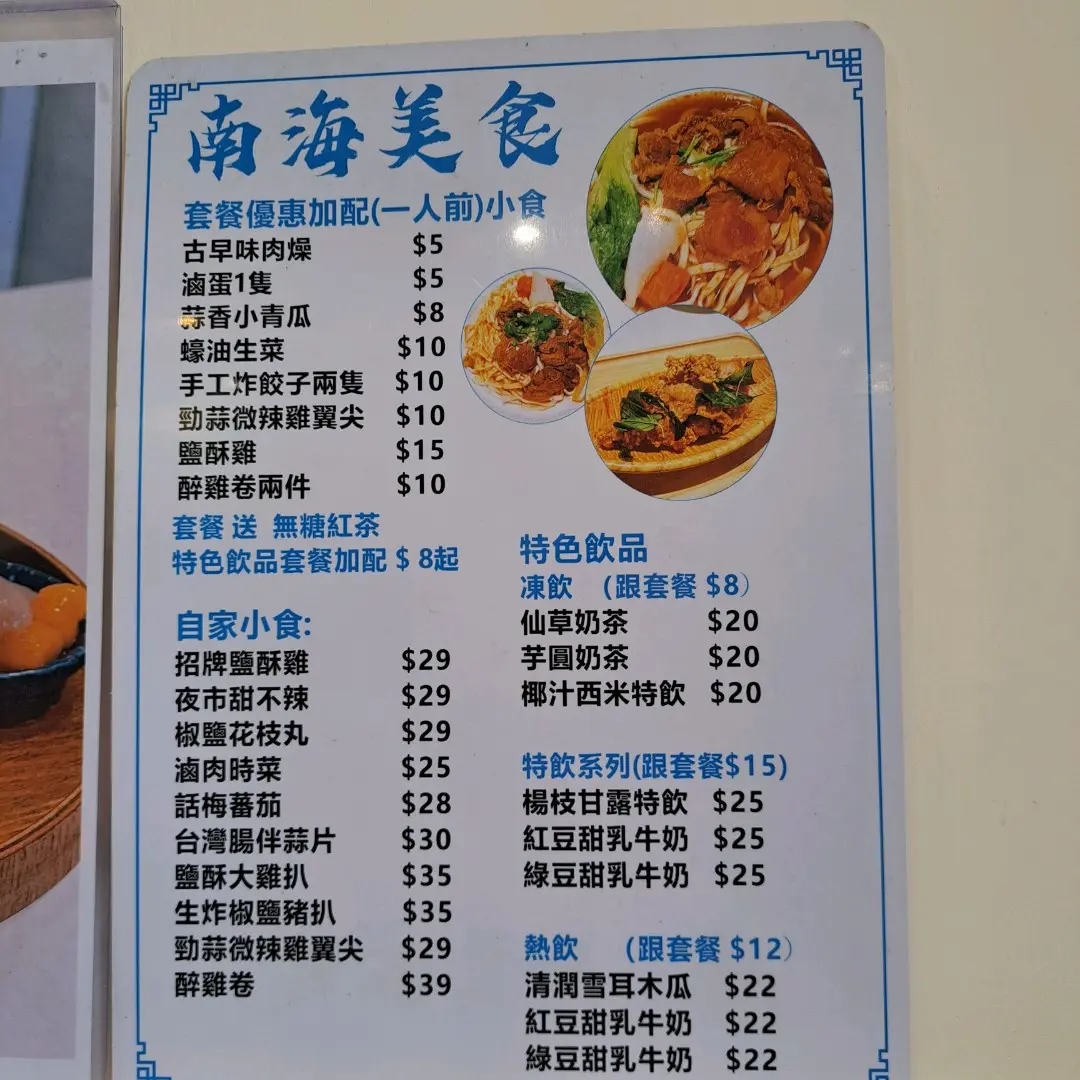 南海美食
套餐優惠加配(一人前)小食
古早味肉燥 $5
滷蛋1隻 $5
蒜香小青瓜 $8
蠔油生菜 $10
手工炸餃子兩隻 $10
勁蒜微辣雞翼尖 $10
鹽酥雞 $15
醉雞卷兩件 $10
套餐 送 無糖紅茶
特色飲品套餐加配 $ 8起
自家小食:
招牌鹽酥雞 $29
夜市甜不辣 $29
椒鹽花枝丸 $29
滷肉時菜 $25
話梅蕃茄 $28
台灣腸伴蒜片 $30
鹽酥大雞扒 $35
生炸椒鹽豬扒 $35
勁蒜微辣雞翼尖 $29
醉雞卷 $39
特色飲品
凍飲 (跟套餐 $8)
仙草奶茶 $20
芋圓奶茶 $20
椰汁西米特飲 $20
特飲系列(跟套餐$15)
楊枝甘露特飲 $25
紅豆甜乳牛奶 $25
綠豆甜乳牛奶 $25
熱飲 (跟套餐 $12)
清潤雪耳木瓜 $22
紅豆甜乳牛奶 $22
綠豆甜乳牛奶 $22